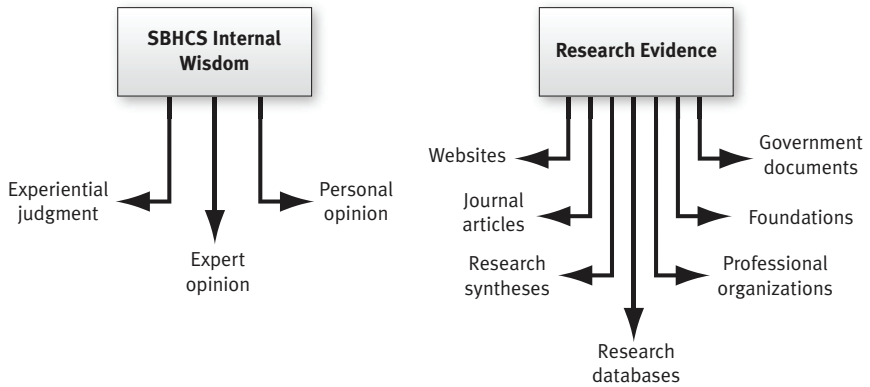 SBHCS Internal
Wisdom
Experiential
judgment
Expert
opinion
Personal
opinion
Research Evidence
Websites
Journal
articles
Research
syntheses
Research
databases
Government
documents
Foundations
Professional
organizations